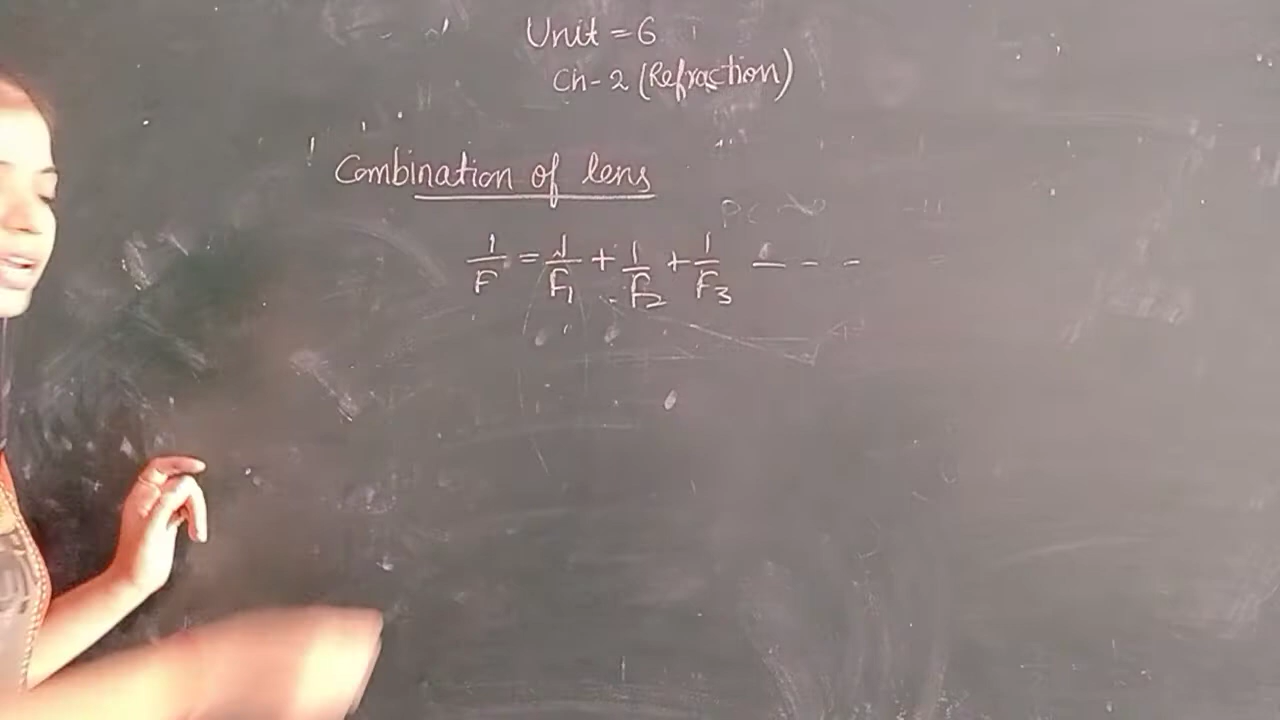 Unit = 6
Ch-2 (Refraction)
Combination of lens
1/F = 1/F₁ + 1/F₂ + 1/F₃ - - - -